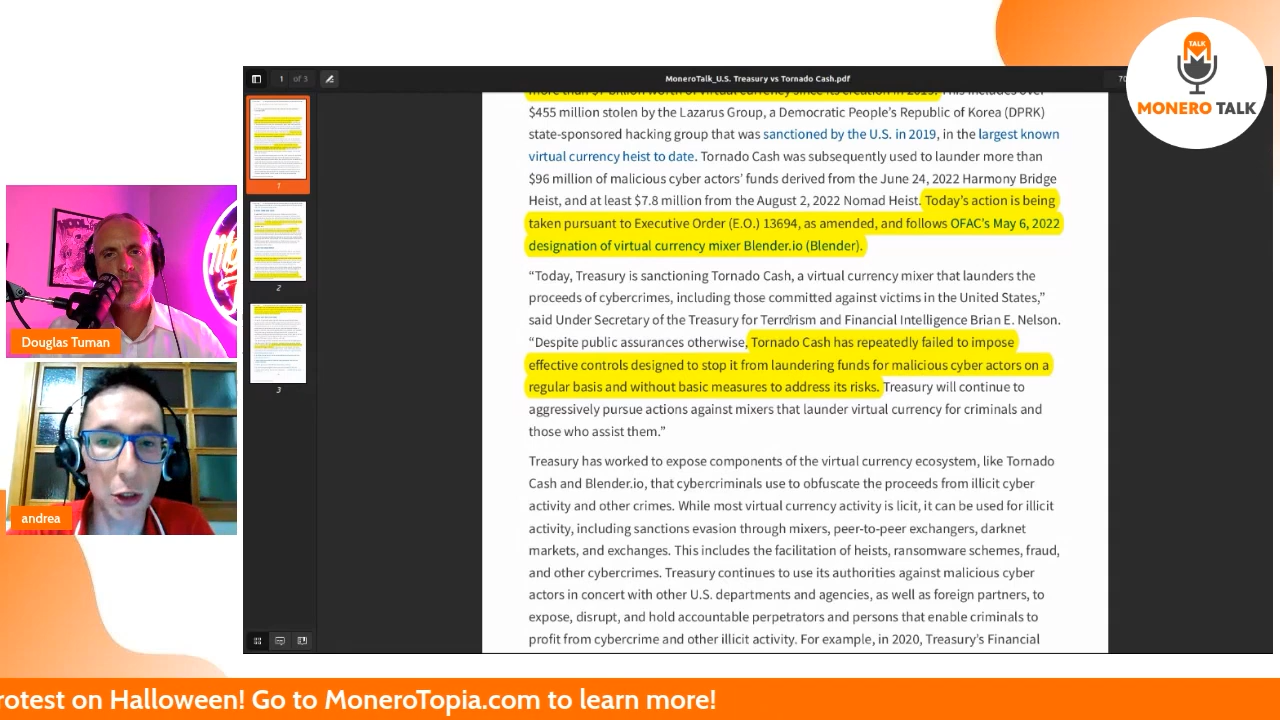 1 of 3
MoneroTalk_U.S. Treasury vs Tornado Cash.pdf
TALK
MONERO TALK
1
2
3
Douglas Tuman
andrea
$455 million stolen by the Lazarus Group, a Democratic People's Republic of Korea (DPRK)
state-sponsored hacking group that was sanctioned by the U.S. in 2019, in the largest known
virtual currency heist to date. Tornado Cash was subsequently used to launder more than
$96 million of malicious cyber actors' funds derived from the June 24, 2022 Harmony Bridge
Heist, and at least $7.8 million from the August 2, 2022 Nomad Heist. Today's action is being
taken pursuant to Executive Order (E.O.) 13694, as amended, and follows OFAC's May 6, 2022
designation of virtual currency mixer Blender.io (Blender).
“Today, Treasury is sanctioning Tornado Cash, a virtual currency mixer that launders the
proceeds of cybercrimes, including those committed against victims in the United States,”
said Under Secretary of the Treasury for Terrorism and Financial Intelligence Brian E. Nelson.
“Despite public assurances otherwise, Tornado Cash has repeatedly failed to impose
effective controls designed to stop it from laundering funds for malicious cyber actors on a
regular basis and without basic measures to address its risks. Treasury will continue to
aggressively pursue actions against mixers that launder virtual currency for criminals and
those who assist them.”
Treasury has worked to expose components of the virtual currency ecosystem, like Tornado
Cash and Blender.io, that cybercriminals use to obfuscate the proceeds from illicit cyber
activity and other crimes. While most virtual currency activity is licit, it can be used for illicit
activity, including sanctions evasion through mixers, peer-to-peer exchangers, darknet
markets, and exchanges. This includes the facilitation of heists, ransomware schemes, fraud,
and other cybercrimes. Treasury continues to use its authorities against malicious cyber
actors in concert with other U.S. departments and agencies, as well as foreign partners, to
expose, disrupt, and hold accountable perpetrators and persons that enable criminals to
profit from cybercrime and other illicit activity. For example, in 2020, Treasury's Financial
rotest on Halloween! Go to MoneroTopia.com to learn more!